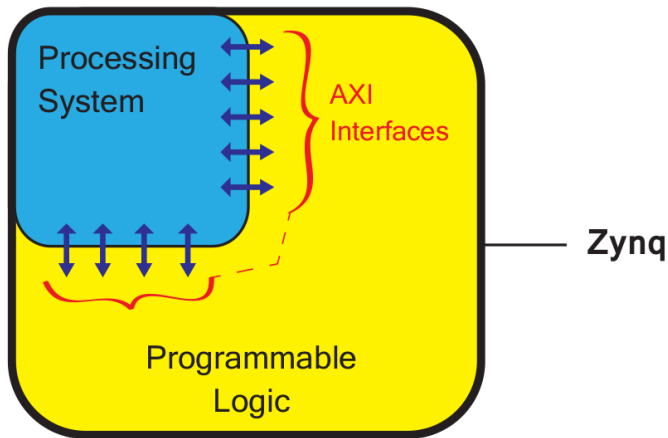 Processing
System
AXI
Interfaces
Zynq
Programmable
Logic